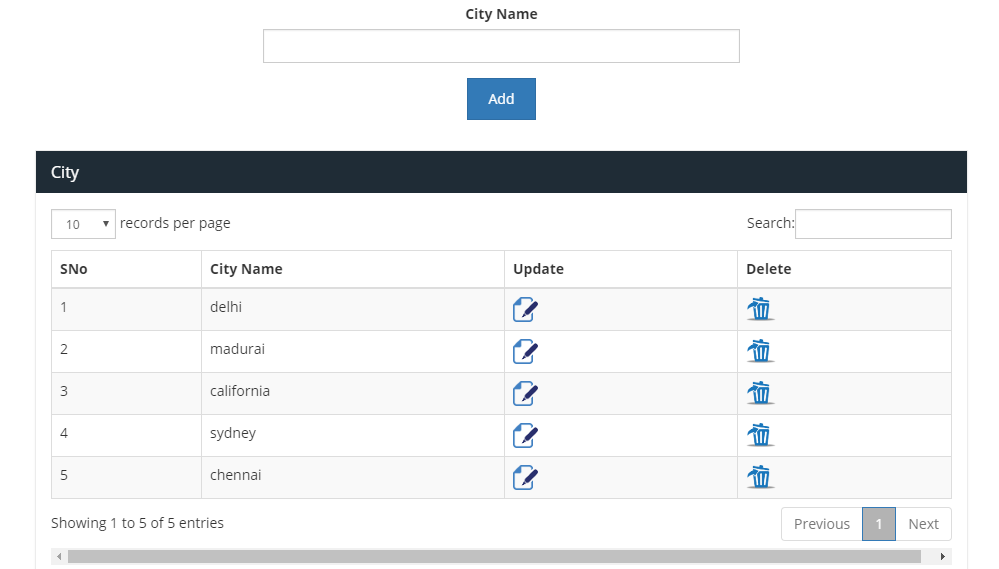 City Name
Add
City
10 records per page Search:
SNo City Name Update Delete
1 delhi
2 madurai
3 california
4 sydney
5 chennai
Showing 1 to 5 of 5 entries Previous 1 Next